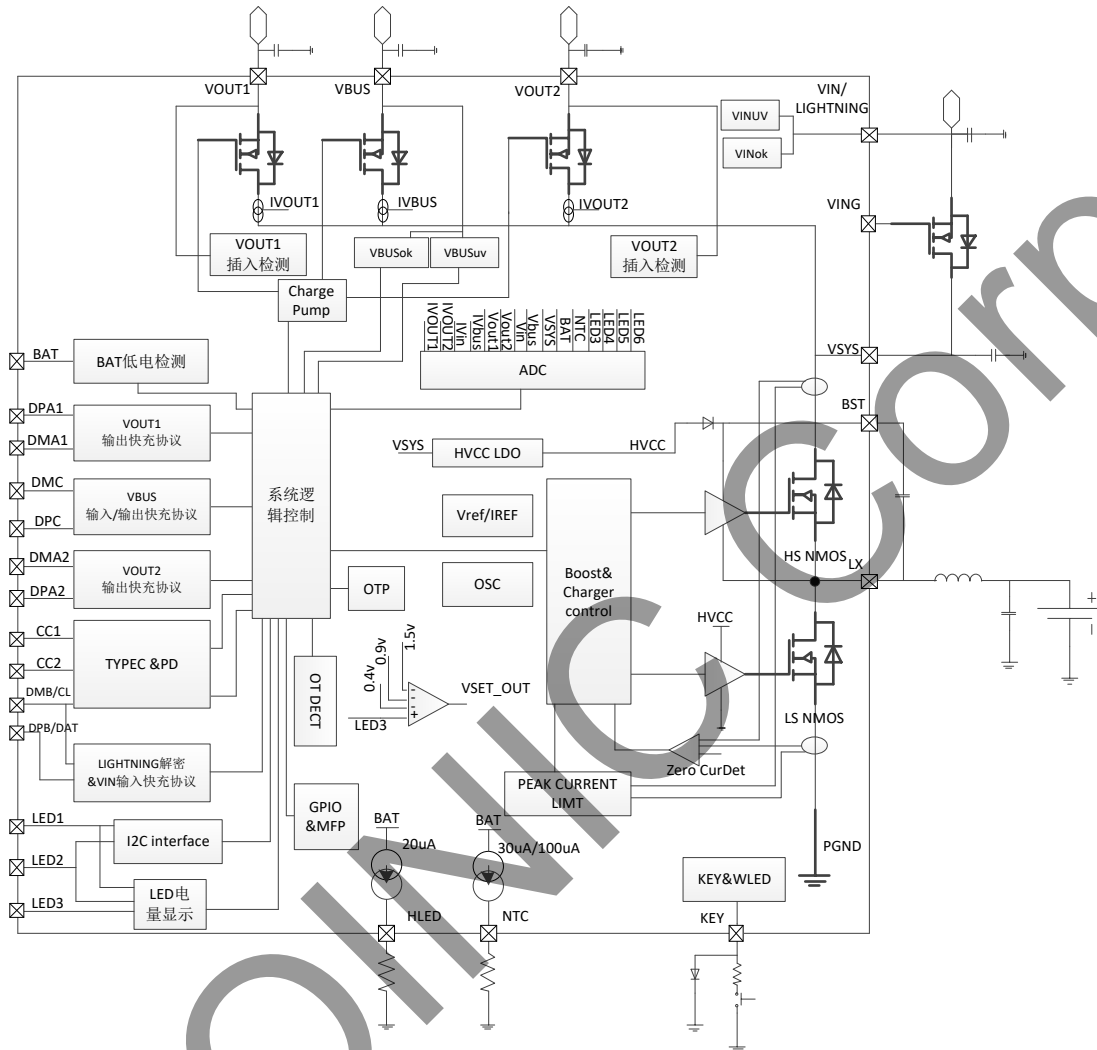 VOUT1
VBUS
VOUT2
VIN/
LIGHTNING
VINUV
VINok
VING
IVOUT1
IVBUS
IVOUT2
VOUT1
插入检测
VBUSok
VBUSuv
VOUT2
插入检测
Charge
Pump
IVOUT1
IVOUT2
IVin
IVbus
Vout1
Vout2
Vin
Vbus
VSYS
BAT
NTC
LED3
LED4
LED5
LED6
ADC
BAT
BAT低电检测
VSYS
BST
DPA1
DMA1
VOUT1
输出快充协议
VSYS
HVCC LDO
HVCC
DMC
DPC
VBUS
输入/输出快充协议
系统逻
辑控制
Vref/IREF
DMA2
DPA2
VOUT2
输出快充协议
OTP
OSC
Boost&
Charger
control
HS NMOS
LX
CC1
CC2
TYPEC &PD
DMB/CL
DPB/DAT
OT DECT
0.4v
0.9v
1.5v
LED3
VSET_OUT
HVCC
LS NMOS
LIGHTNING解密
&VIN输入快充协议
Zero CurDet
PEAK CURRENT
LIMT
GPIO
&MFP
LED1
LED2
LED3
I2C interface
LED电
量显示
BAT
20uA
BAT
30uA/100uA
PGND
KEY&WLED
HLED
NTC
KEY
OINIC Corp